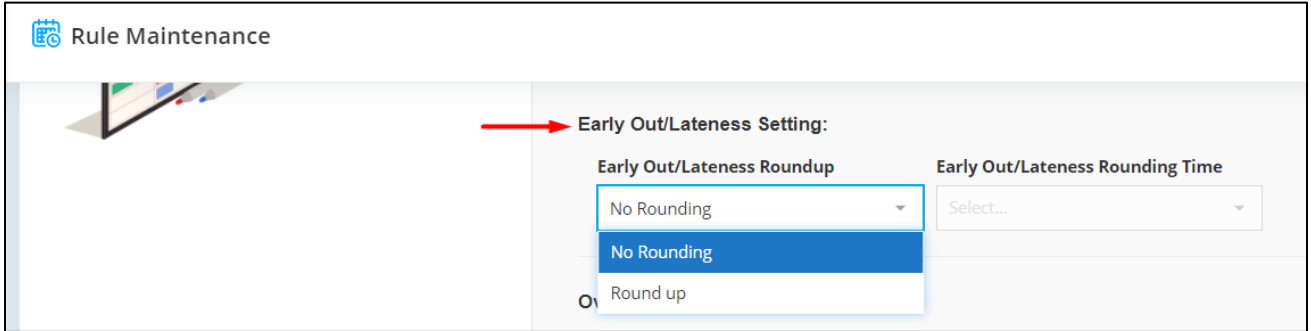 Rule Maintenance
Early Out/Lateness Setting:
Early Out/Lateness Roundup Early Out/Lateness Rounding Time
No Rounding Select...
No Rounding
Round up